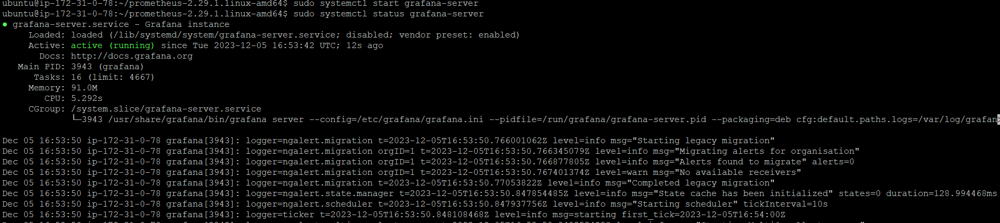 ubuntu@ip-172-31-0-78:~/prometheus-2.29.1.linux-amd64$ sudo systemctl start grafana-server
ubuntu@ip-172-31-0-78:~/prometheus-2.29.1.linux-amd64$ sudo systemctl status grafana-server
● grafana-server.service - Grafana instance
Loaded: loaded (/lib/systemd/system/grafana-server.service; disabled; vendor preset: enabled)
Active: active (running) since Tue 2023-12-05 16:53:42 UTC; 12s ago
Docs: http://docs.grafana.org
Main PID: 3943 (grafana)
Tasks: 16 (limit: 4667)
Memory: 91.0M
CPU: 5.292s
CGroup: /system.slice/grafana-server.service
└─3943 /usr/share/grafana/bin/grafana server --config=/etc/grafana/grafana.ini --pidfile=/run/grafana/grafana-server.pid --packaging=deb cfg:default.paths.logs=/var/log/grafan>
Dec 05 16:53:50 ip-172-31-0-78 grafana[3943]: logger=ngalert.migration t=2023-12-05T16:53:50.766001062Z level=info msg="Starting legacy migration"
Dec 05 16:53:50 ip-172-31-0-78 grafana[3943]: logger=ngalert.migration orgID=1 t=2023-12-05T16:53:50.766345079Z level=info msg="Migrating alerts for organisation"
Dec 05 16:53:50 ip-172-31-0-78 grafana[3943]: logger=ngalert.migration orgID=1 t=2023-12-05T16:53:50.766877805Z level=info msg="Alerts found to migrate" alerts=0
Dec 05 16:53:50 ip-172-31-0-78 grafana[3943]: logger=ngalert.migration orgID=1 t=2023-12-05T16:53:50.767401374Z level=warn msg="No available receivers"
Dec 05 16:53:50 ip-172-31-0-78 grafana[3943]: logger=ngalert.migration t=2023-12-05T16:53:50.77053822Z level=info msg="Completed legacy migration"
Dec 05 16:53:50 ip-172-31-0-78 grafana[3943]: logger=ngalert.state.manager t=2023-12-05T16:53:50.847854485Z level=info msg="State cache has been initialized" states=0 duration=128.994468ms
Dec 05 16:53:50 ip-172-31-0-78 grafana[3943]: logger=ngalert.scheduler t=2023-12-05T16:53:50.847937756Z level=info msg="Starting scheduler" tickInterval=10s
Dec 05 16:53:50 ip-172-31-0-78 grafana[3943]: logger=ticker t=2023-12-05T16:53:50.848108468Z level=info msg=starting first_tick=2023-12-05T16:54:00Z